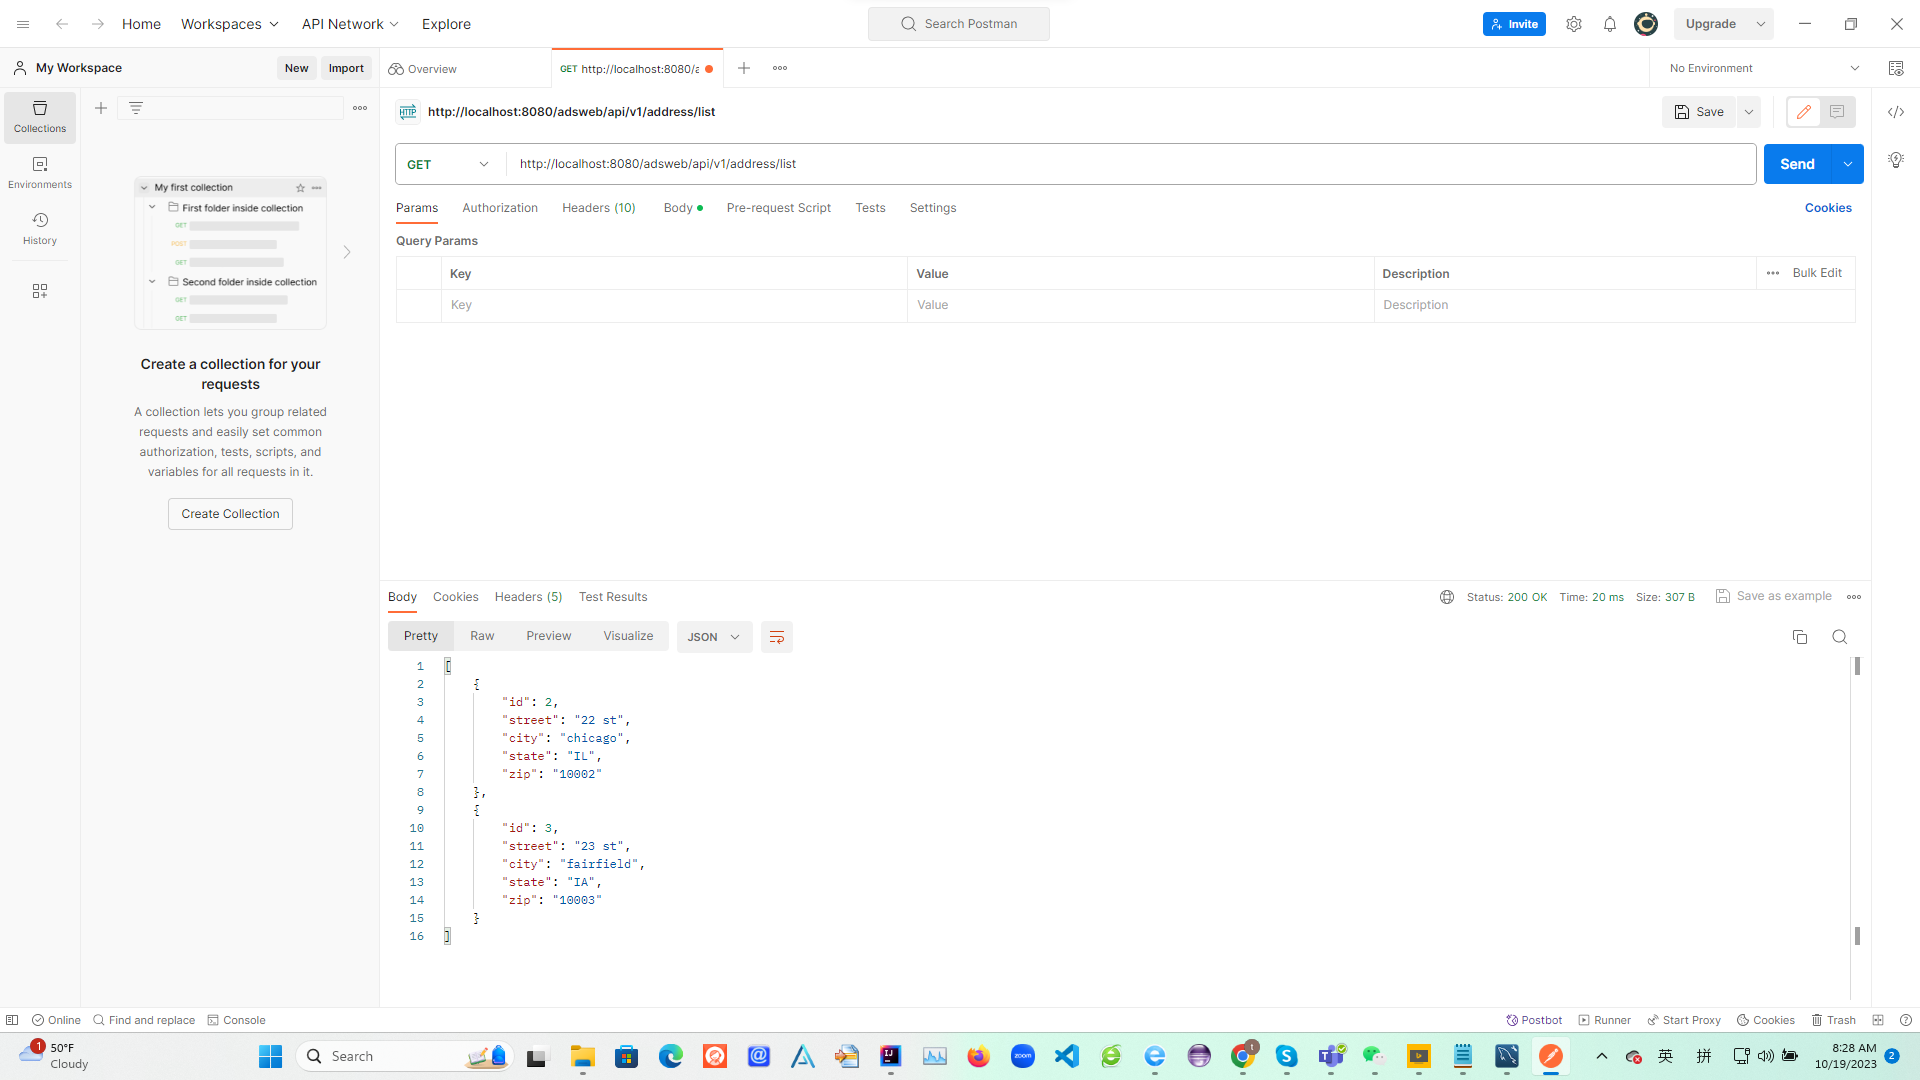 Home Workspaces API Network Explore Search Postman Invite Upgrade
My Workspace New Import Overview GET http://localhost:8080/a No Environment
HTTP http://localhost:8080/adsweb/api/v1/address/list Save
Collections
Environments
History
My first collection
First folder inside collection
GET
POST
GET
Second folder inside collection
GET
GET
Create a collection for your
requests
A collection lets you group related
requests and easily set common
authorization, tests, scripts, and
variables for all requests in it.
Create Collection
GET http://localhost:8080/adsweb/api/v1/address/list Send
Params Authorization Headers (10) Body Pre-request Script Tests Settings Cookies
Query Params
Key Value Description Bulk Edit
Key Value Description
Body Cookies Headers (5) Test Results Status: 200 OK Time: 20 ms Size: 307 B Save as example
Pretty Raw Preview Visualize JSON
1 [
2 {
3 "id": 2,
4 "street": "22 st",
5 "city": "chicago",
6 "state": "IL",
7 "zip": "10002"
8 },
9 {
10 "id": 3,
11 "street": "23 st",
12 "city": "fairfield",
13 "state": "IA",
14 "zip": "10003"
15 }
16 ]
Online Find and replace Console Postbot Runner Start Proxy Cookies Trash
1 50°F
Cloudy
Search
zoom
t
英 拼
8:28 AM
10/19/2023
2